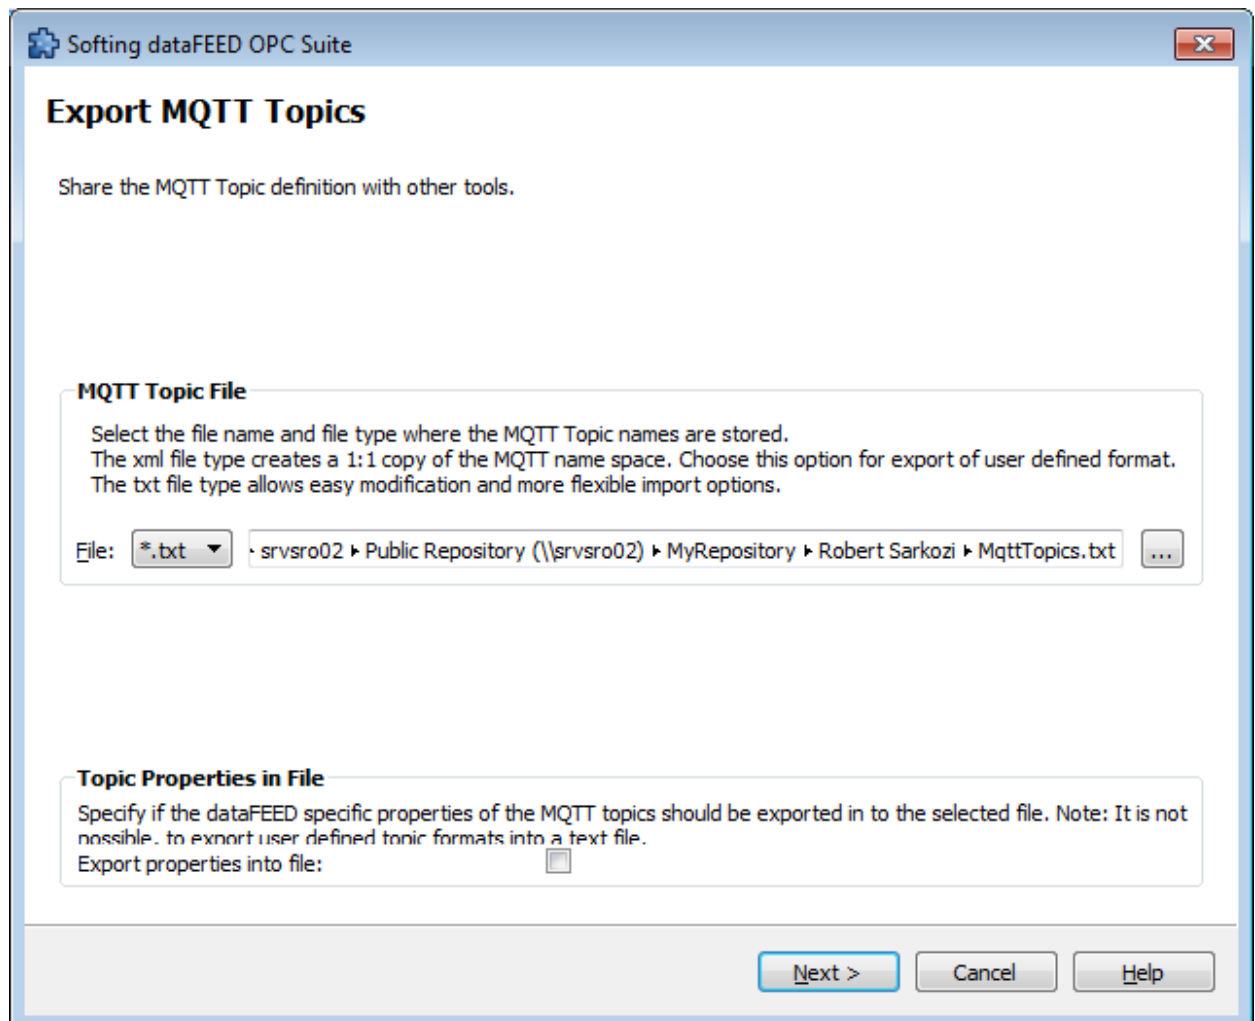 Softing dataFEED OPC Suite
Export MQTT Topics
Share the MQTT Topic definition with other tools.
MQTT Topic File
Select the file name and file type where the MQTT Topic names are stored.
The xml file type creates a 1:1 copy of the MQTT name space. Choose this option for export of user defined format.
The txt file type allows easy modification and more flexible import options.
File: *.txt srvsro02 ▸ Public Repository (\\srvsro02) ▸ MyRepository ▸ Robert Sarkozi ▸ MqttTopics.txt ...
Topic Properties in File
Specify if the dataFEED specific properties of the MQTT topics should be exported in to the selected file. Note: It is not
possible, to export user defined topic formats into a text file.
Export properties into file:
Next > Cancel Help